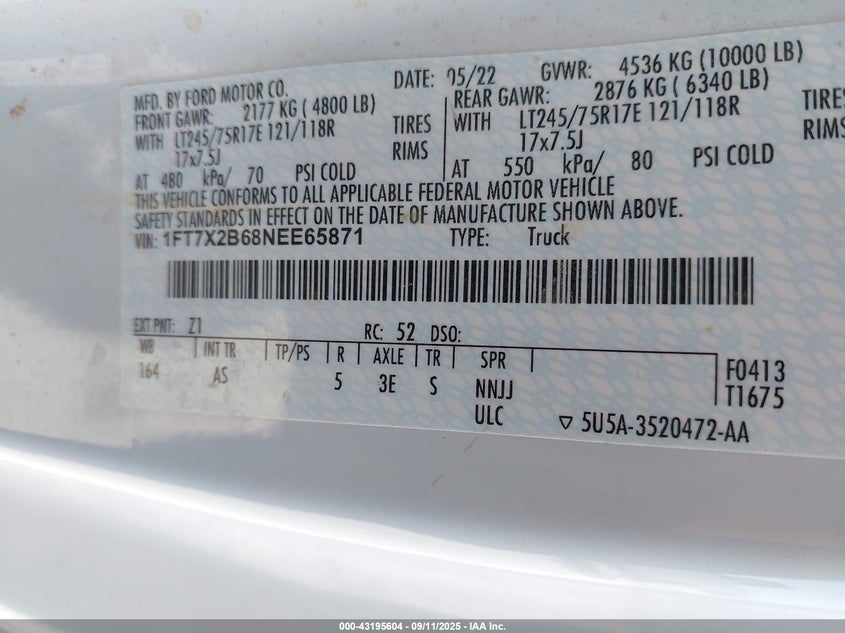 MFD. BY FORD MOTOR CO. DATE: 05/22 GVWR: 4536 KG (10000 LB)
FRONT GAWR: 2177 KG ( 4800 LB) REAR GAWR: 2876 KG ( 6340 LB)
WITH LT245/75R17E 121/118R TIRES WITH LT245/75R17E 121/118R TIRES
17x7.5J RIMS 17x7.5J RIMS
AT 480 kPa/ 70 PSI COLD AT 550 kPa/ 80 PSI COLD
THIS VEHICLE CONFORMS TO ALL APPLICABLE FEDERAL MOTOR VEHICLE
SAFETY STANDARDS IN EFFECT ON THE DATE OF MANUFACTURE SHOWN ABOVE.
VIN: 1FT7X2B68NEE65871 TYPE: Truck
EXT PNT: Z1 RC: 52 DSO:
WB INT TR TP/PS R AXLE TR SPR
164 AS 5 3E S NNJJ
ULC
F0413
T1675
▽ 5U5A-3520472-AA
000-43195604 - 09/11/2025 - IAA Inc.